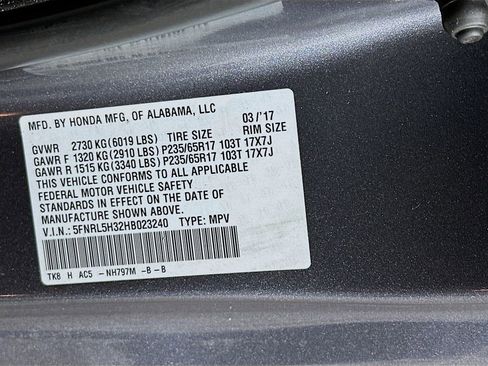 MFD. BY HONDA MFG, OF ALABAMA, LLC
03 /'17
GVWR 2730 KG(6019 LBS) TIRE SIZE RIM SIZE
GAWR F 1320 KG(2910 LBS) P235/65R17 103T 17X7J
GAWR R 1515 KG(3340 LBS) P235/65R17 103T 17X7J
THIS VEHICLE CONFORMS TO ALL APPLICABLE
FEDERAL MOTOR VEHICLE SAFETY
STANDARDS IN EFFECT ON THE DATE OF
MANUFACTURE SHOWN ABOVE.
V.I.N.: 5FNRL5H32HB023240 TYPE: MPV
TK8 H AC5 -NH797M -B -B